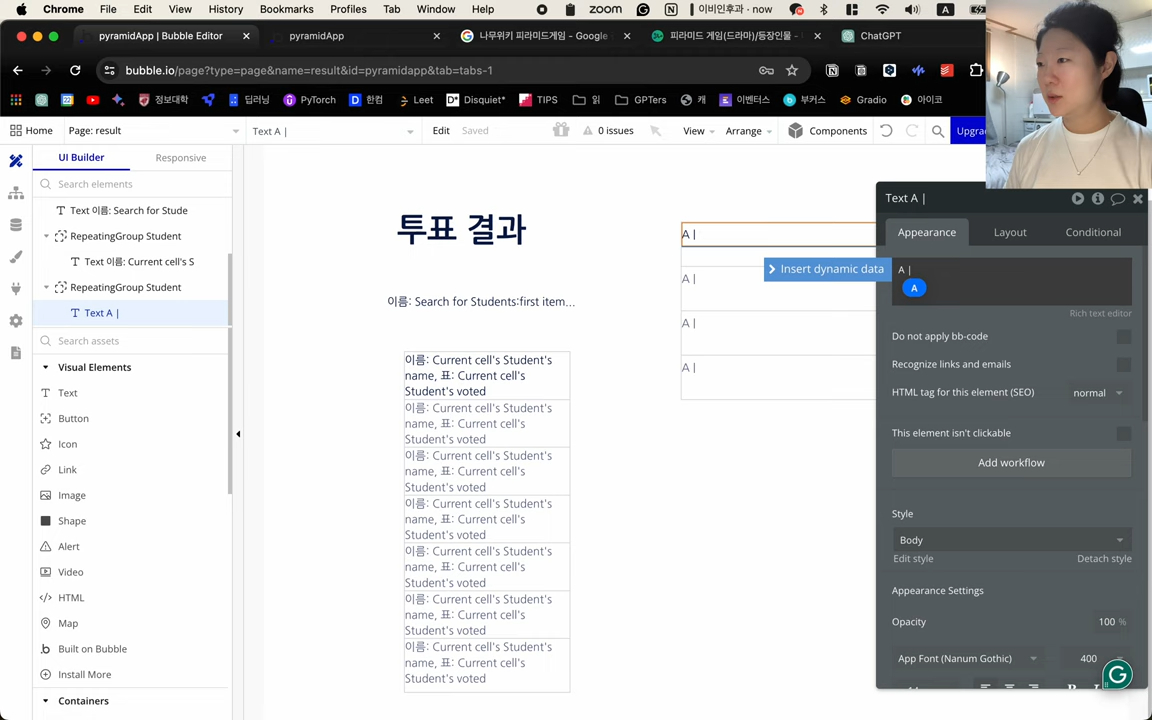 Chrome File Edit View History Bookmarks Profiles Tab Window Help zoom 이비인후과 · now A
pyramidApp | Bubble Editor
pyramidApp
나무위키 피라미드게임 - Google
피라미드 게임(드라마)/등장인물 -
ChatGPT
bubble.io/page?type=page&name=result&id=pyramidapp&tab=tabs-1
정보대학 딥러닝 PyTorch 한컴 Leet Disquiet* TIPS 읽 GPTers 캐 이벤터스 부커스 Gradio 아이코
Home Page: result Text A | Edit Saved 0 issues View Arrange Components Upgra
UI Builder Responsive
Search elements
Text 이름: Search for Stude
RepeatingGroup Student
Text 이름: Current cell's S
RepeatingGroup Student
Text A |
Search assets
Visual Elements
Text
Button
Icon
Link
Image
Shape
Alert
Video
HTML
Map
Built on Bubble
Install More
Containers
투표 결과
이름: Search for Students:first item...
이름: Current cell's Student's
name, 표: Current cell's
Student's voted
이름: Current cell's Student's
name, 표: Current cell's
Student's voted
이름: Current cell's Student's
name, 표: Current cell's
Student's voted
이름: Current cell's Student's
name, 표: Current cell's
Student's voted
이름: Current cell's Student's
name, 표: Current cell's
Student's voted
이름: Current cell's Student's
name, 표: Current cell's
Student's voted
이름: Current cell's Student's
name, 표: Current cell's
Student's voted
A |
A |
A |
A |
Insert dynamic data
Text A |
Appearance Layout Conditional
A |
A
Rich text editor
Do not apply bb-code
Recognize links and emails
HTML tag for this element (SEO) normal
This element isn't clickable
Add workflow
Style
Body
Edit style Detach style
Appearance Settings
Opacity 100 %
App Font (Nanum Gothic) 400